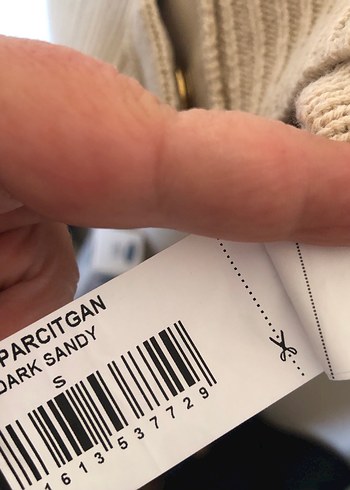 PARCITGAN
DARK SANDY
S
1613537729